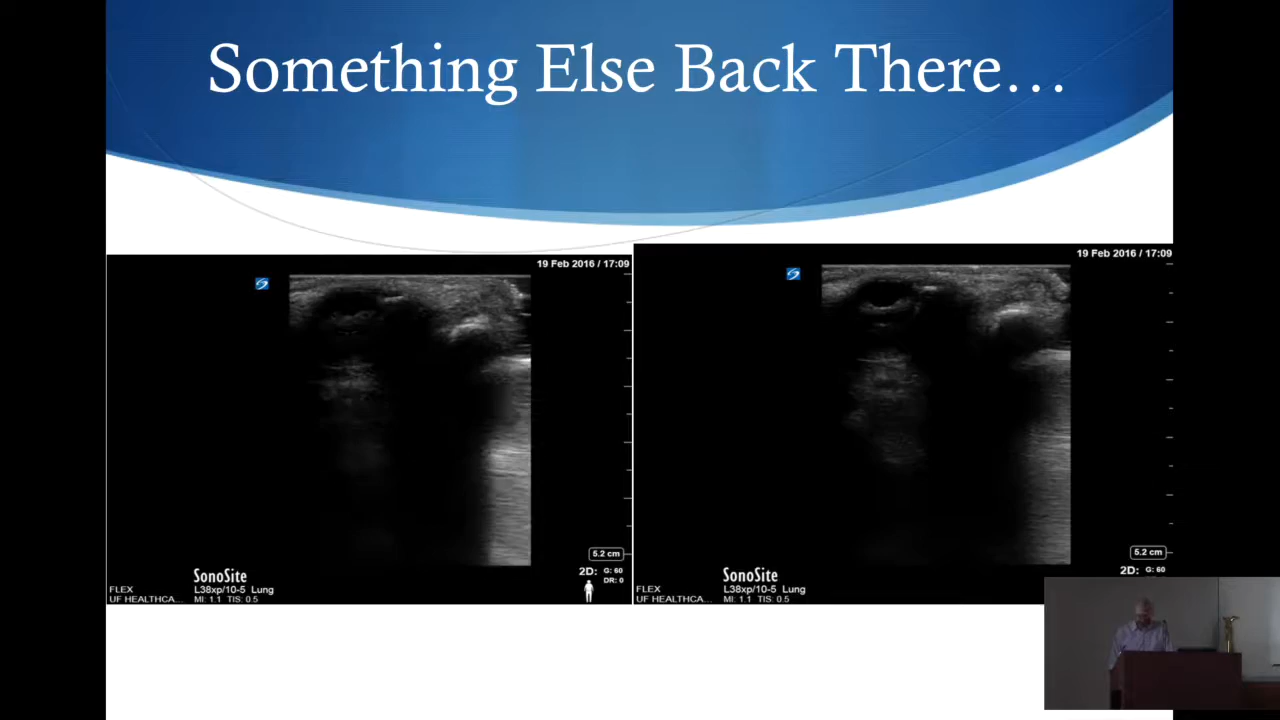 Something Else Back There...
19 Feb 2016 / 17:09
5.2 cm
2D: G: 60
DR: 0
SonoSite
FLEX
L38xp/10-5 Lung
UF HEALTHCA...
MI: 1.1 TIS: 0.5
19 Feb 2016 / 17:09
5.2 cm
2D: G: 60
SonoSite
FLEX
L38xp/10-5 Lung
UF HEALTHCA...
MI: 1.1 TIS: 0.5